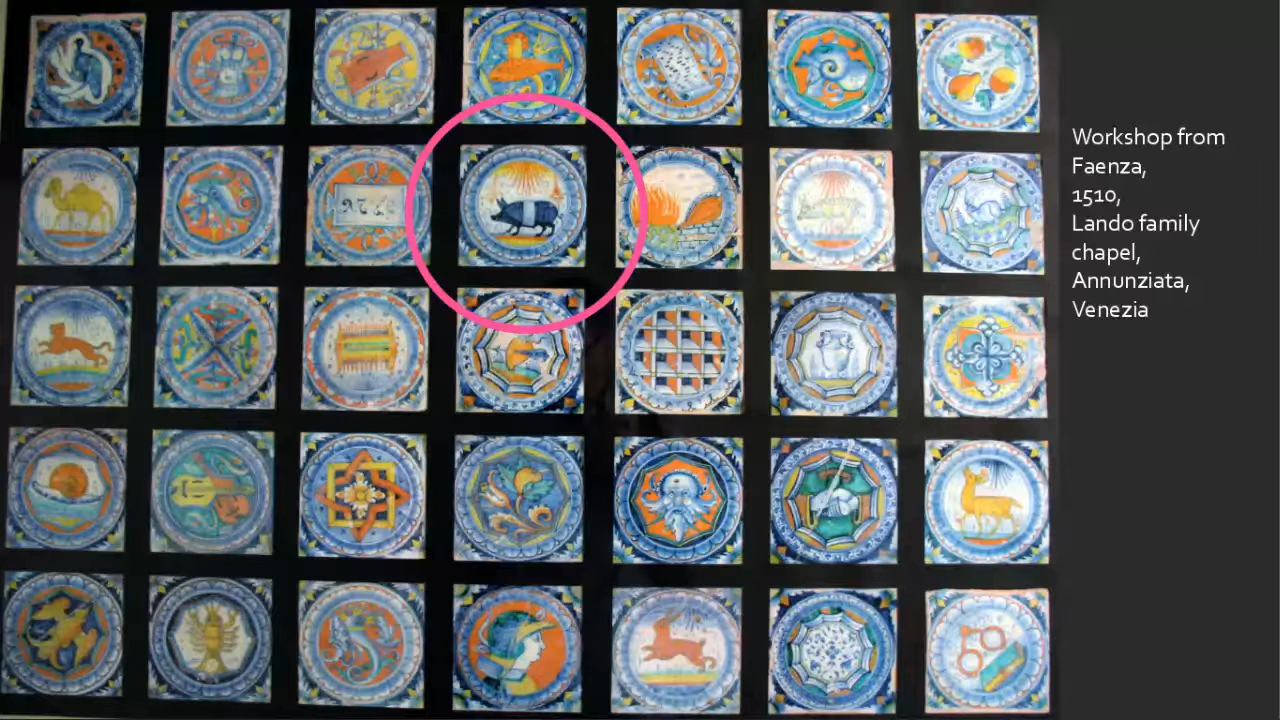 Workshop from
Faenza,
1510,
Lando family
chapel,
Annunziata,
Venezia